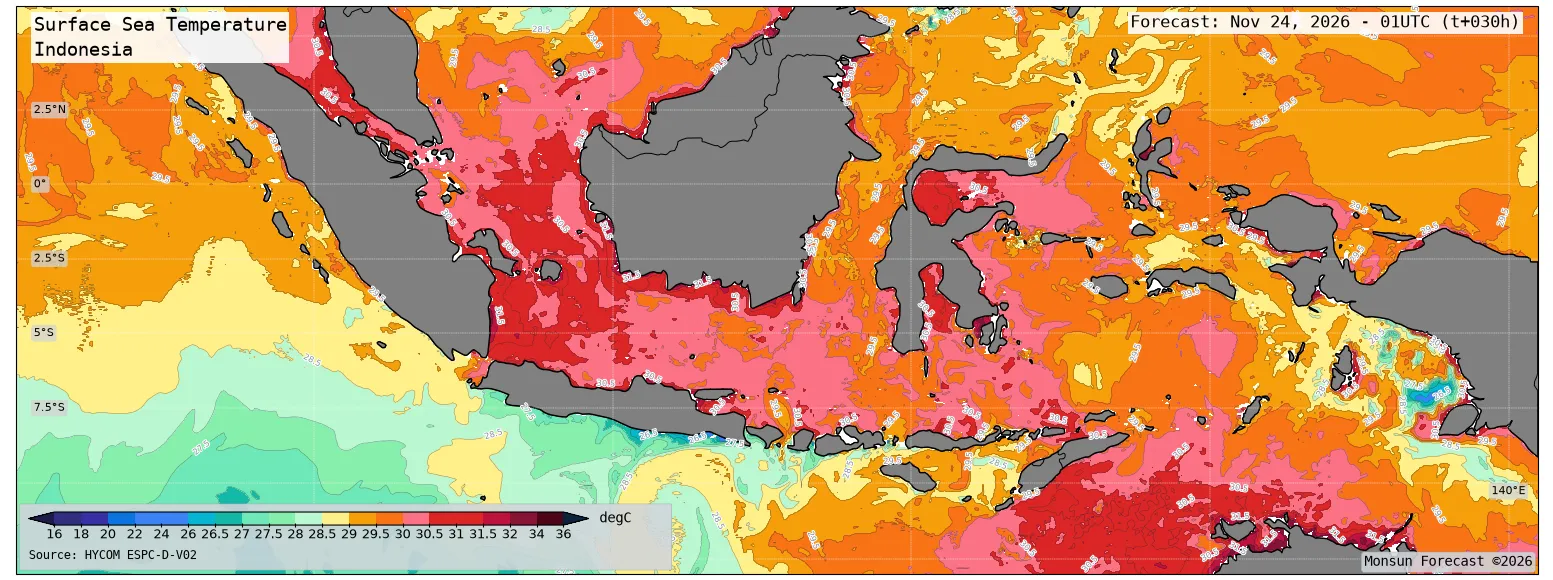 Surface Sea Temperature
Indonesia
Forecast: Nov 24, 2026 - 01UTC (t+030h)
2.5°N
0°
2.5°S
5°S
7.5°S
140°E
degC
16 18 20 22 24 26 26.5 27 27.5 28 28.5 29 29.5 30 30.5 31 31.5 32 34 36
Source: HYCOM ESPC-D-V02
Monsun Forecast ©2026